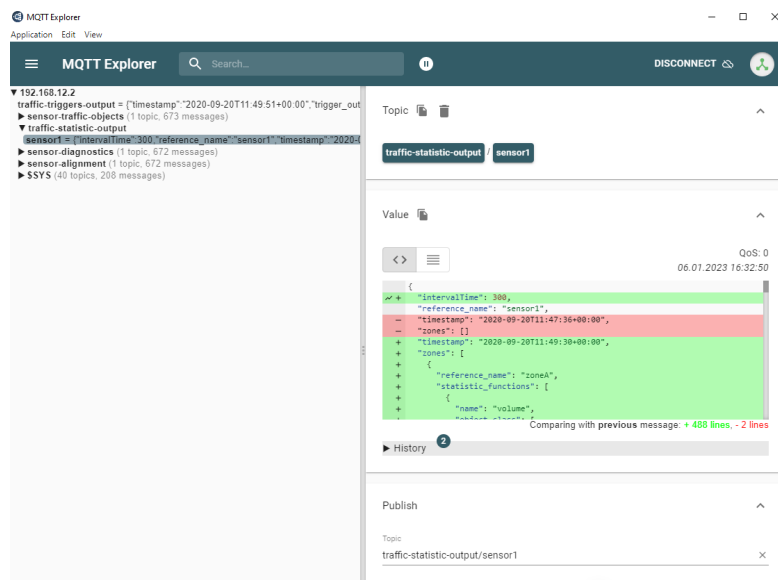 MQTT Explorer
Application Edit View
MQTT Explorer
Search...
DISCONNECT
▼ 192.168.12.2
traffic-triggers-output = {"timestamp":"2020-09-20T11:49:51+00:00","trigger_out
▶ sensor-traffic-objects (1 topic, 673 messages)
▼ traffic-statistic-output
sensor1 = {"intervalTime":300,"reference_name":"sensor1","timestamp":"2020-0
▶ sensor-diagnostics (1 topic, 672 messages)
▶ sensor-alignment (1 topic, 672 messages)
▶ $SYS (40 topics, 208 messages)
Topic
traffic-statistic-output / sensor1
Value
QoS: 0
06.01.2023 16:32:50
{
+ "intervalTime": 300,
"reference_name": "sensor1",
- "timestamp": "2020-09-20T11:47:36+00:00",
- "zones": []
+ "timestamp": "2020-09-20T11:49:30+00:00",
+ "zones": [
+ {
+ "reference_name": "zoneA",
+ "statistic_functions": [
+ {
+ "name": "volume",
+ "object_class": [
Comparing with previous message: + 488 lines, - 2 lines
▶ History 2
Publish
Topic
traffic-statistic-output/sensor1